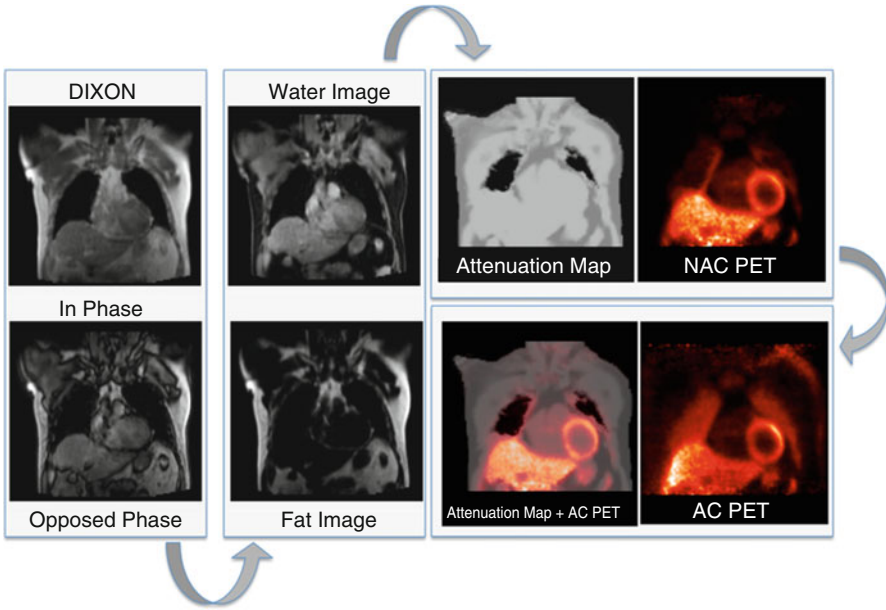 DIXON
In Phase
Opposed Phase
Water Image
Fat Image
Attenuation Map
NAC PET
Attenuation Map + AC PET
AC PET